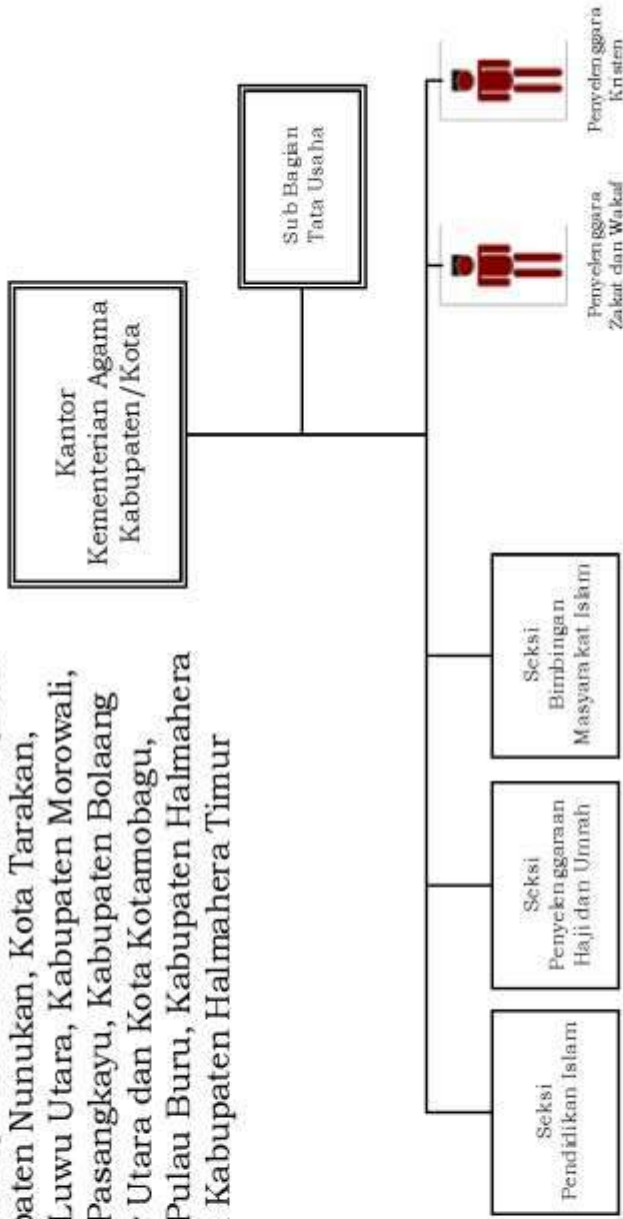 paten Nunukan, Kota Tarakan,
Luwu Utara, Kabupaten Morowali,
Pasangkayu, Kabupaten Bolaang
Utara dan Kota Kotamobagu,
Pulau Buru, Kabupaten Halmahera
Kabupaten Halmahera Timur
Kantor
Kementerian Agama
Kabupaten/Kota
Sub Bagian
Tata Usaha
Seksi
Pendidikan Islam
Seksi
Penyelenggaraan
Haji dan Umrah
Seksi
Bimbingan
Masyarakat Islam
Penyelenggara
Zakat dan Wakaf
Penyelenggara
Kristen